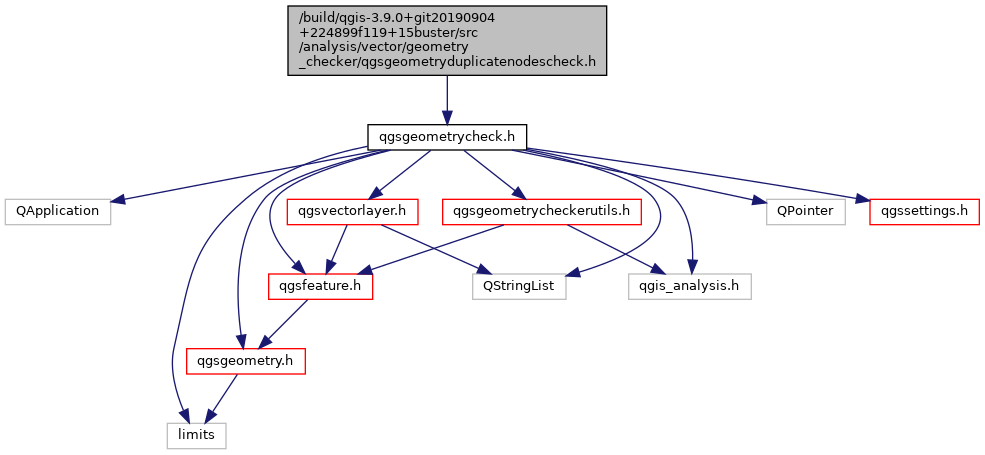 /build/qgis-3.9.0+git20190904
+224899f119+15buster/src
/analysis/vector/geometry
_checker/qgsgeometryduplicatenodescheck.h
qgsgeometrycheck.h
QApplication
qgsvectorlayer.h
qgsgeometrycheckerutils.h
QPointer
qgssettings.h
qgsfeature.h
QStringList
qgis_analysis.h
qgsgeometry.h
limits